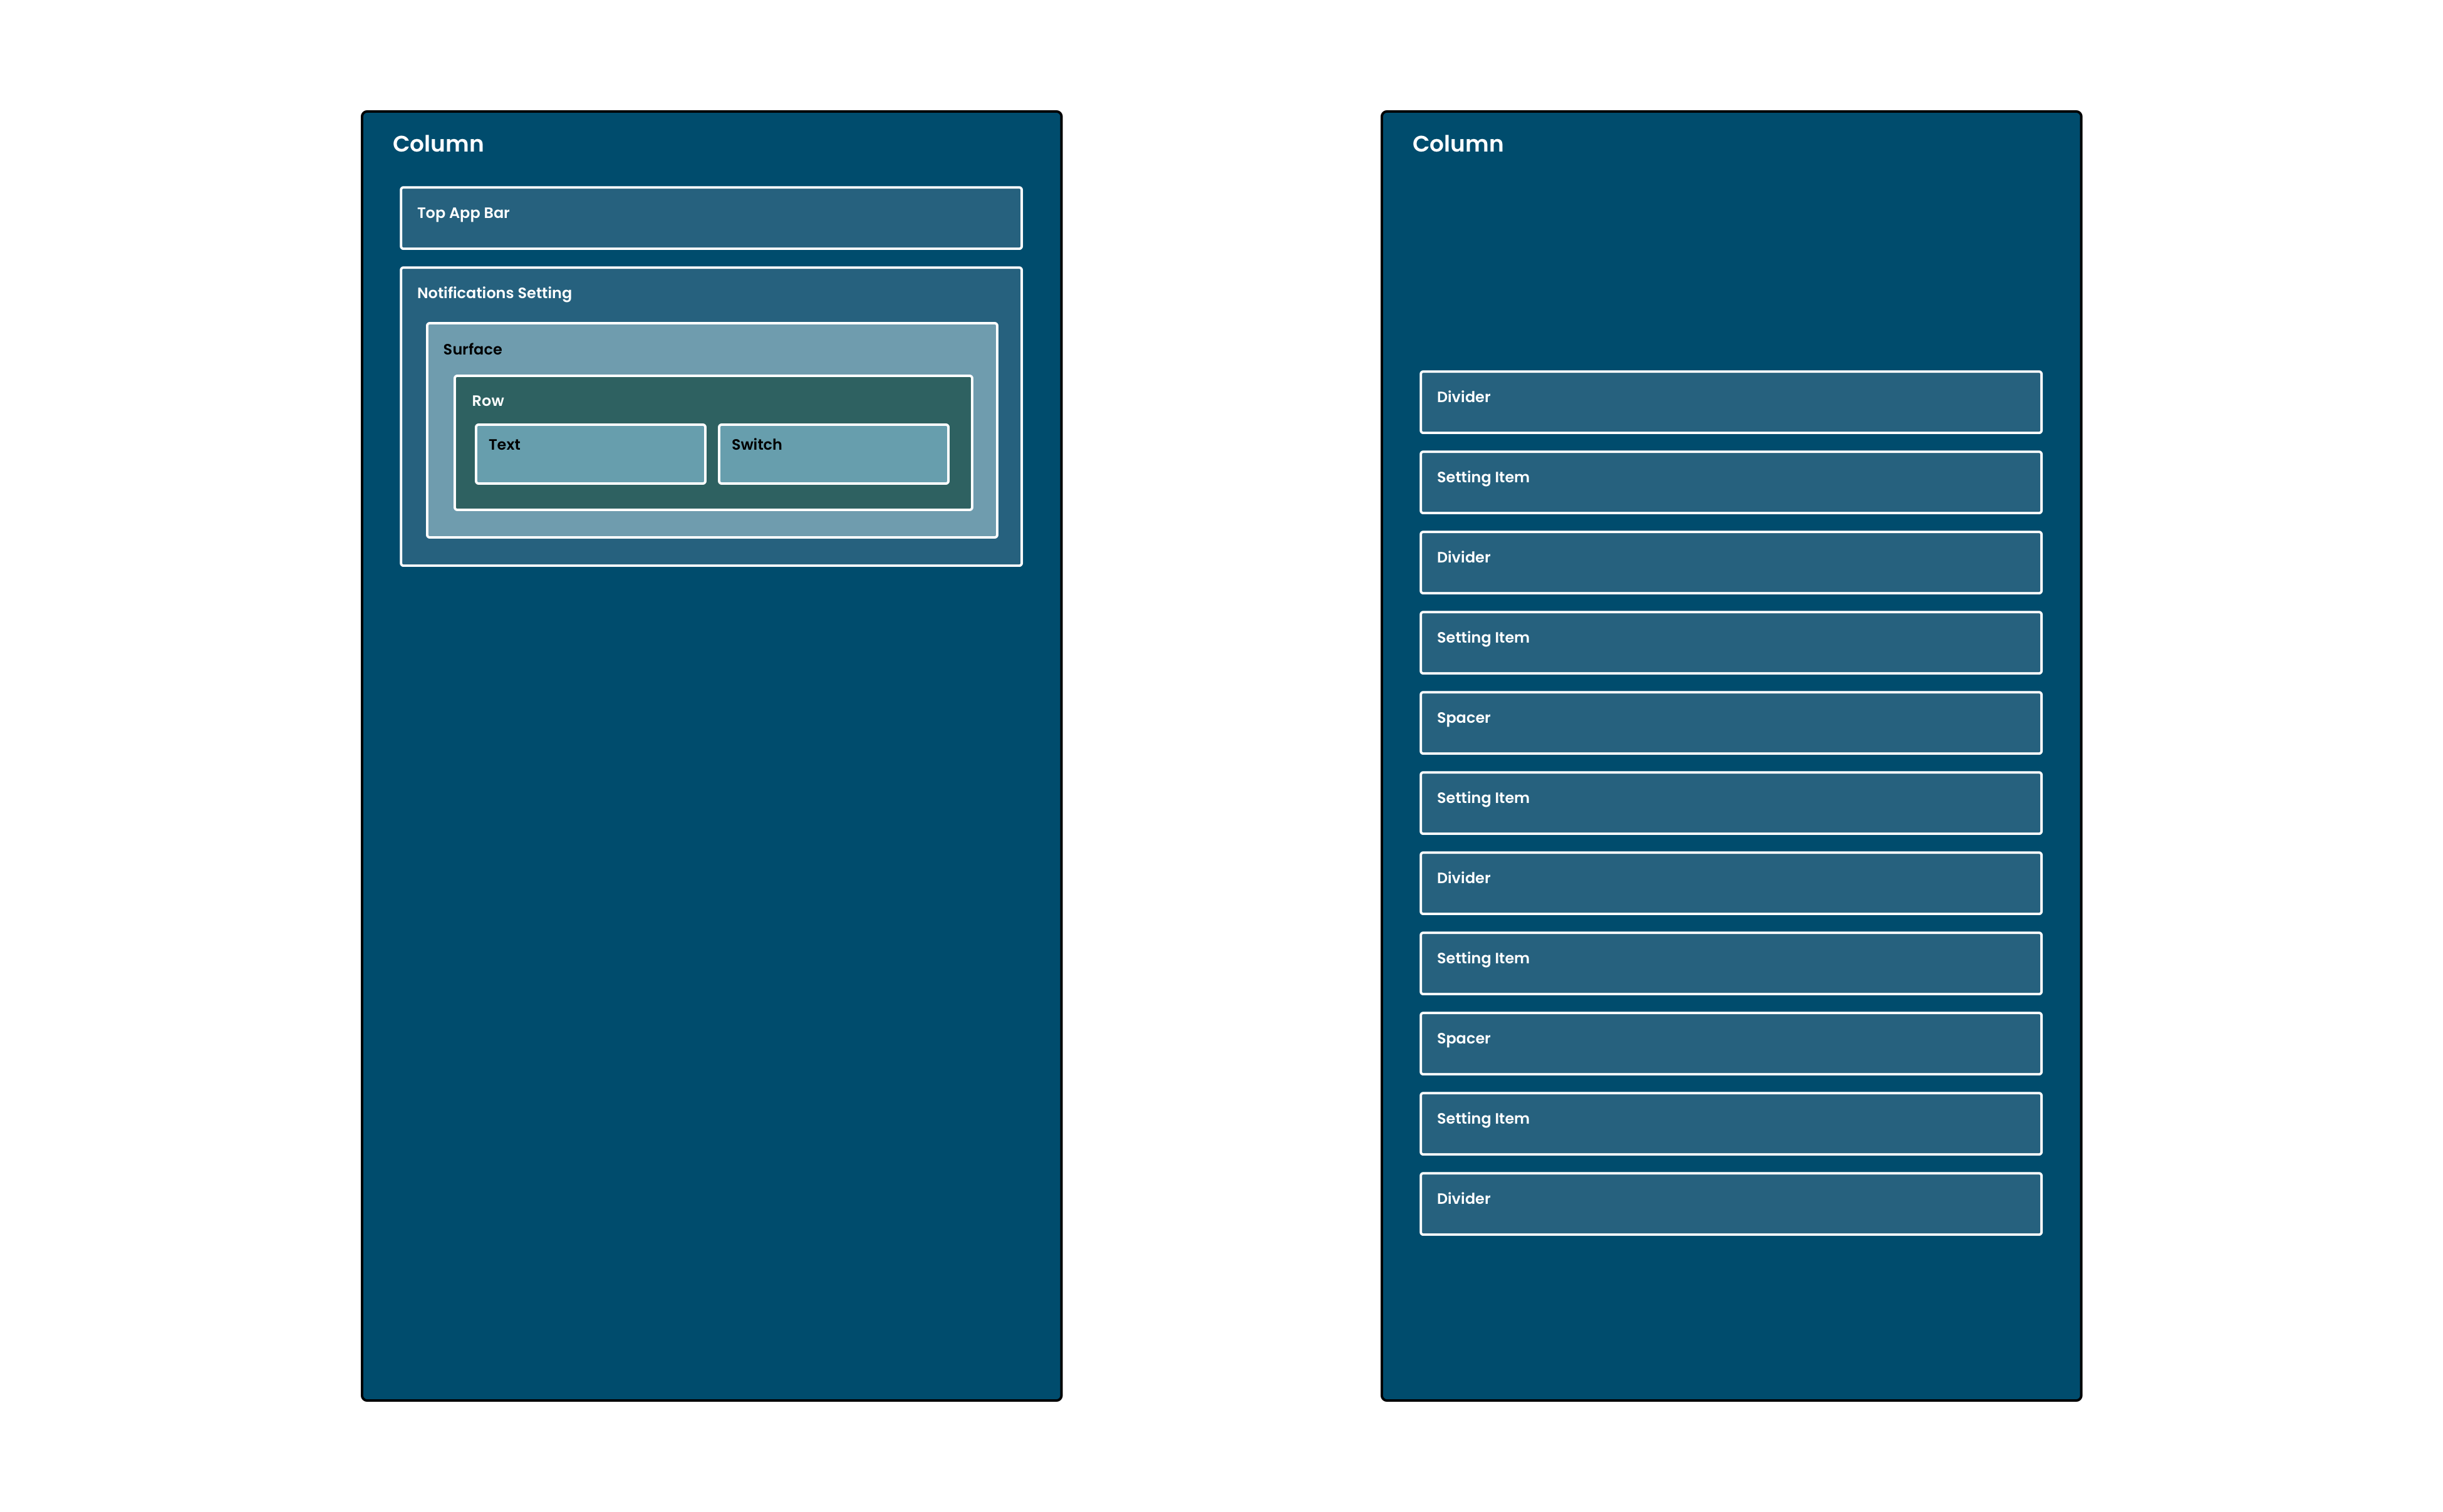 Column
Top App Bar
Notifications Setting
Surface
Row
Text
Switch
Column
Divider
Setting Item
Divider
Setting Item
Spacer
Setting Item
Divider
Setting Item
Spacer
Setting Item
Divider